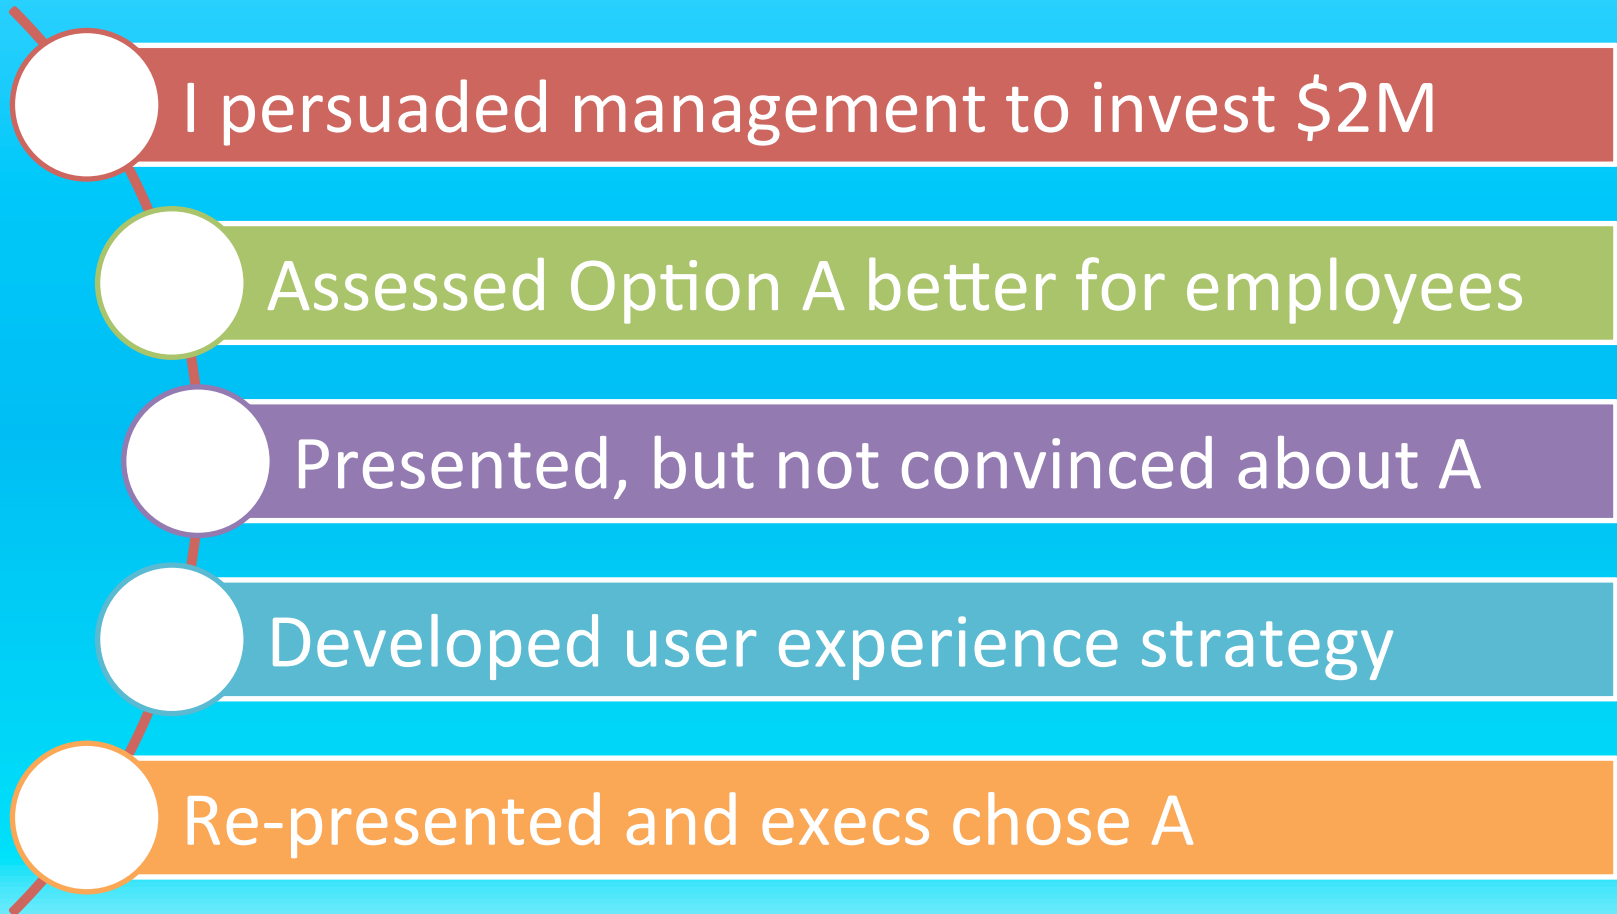 I persuaded management to invest $2M
Assessed Option A better for employees
Presented, but not convinced about A
Developed user experience strategy
Re-presented and execs chose A